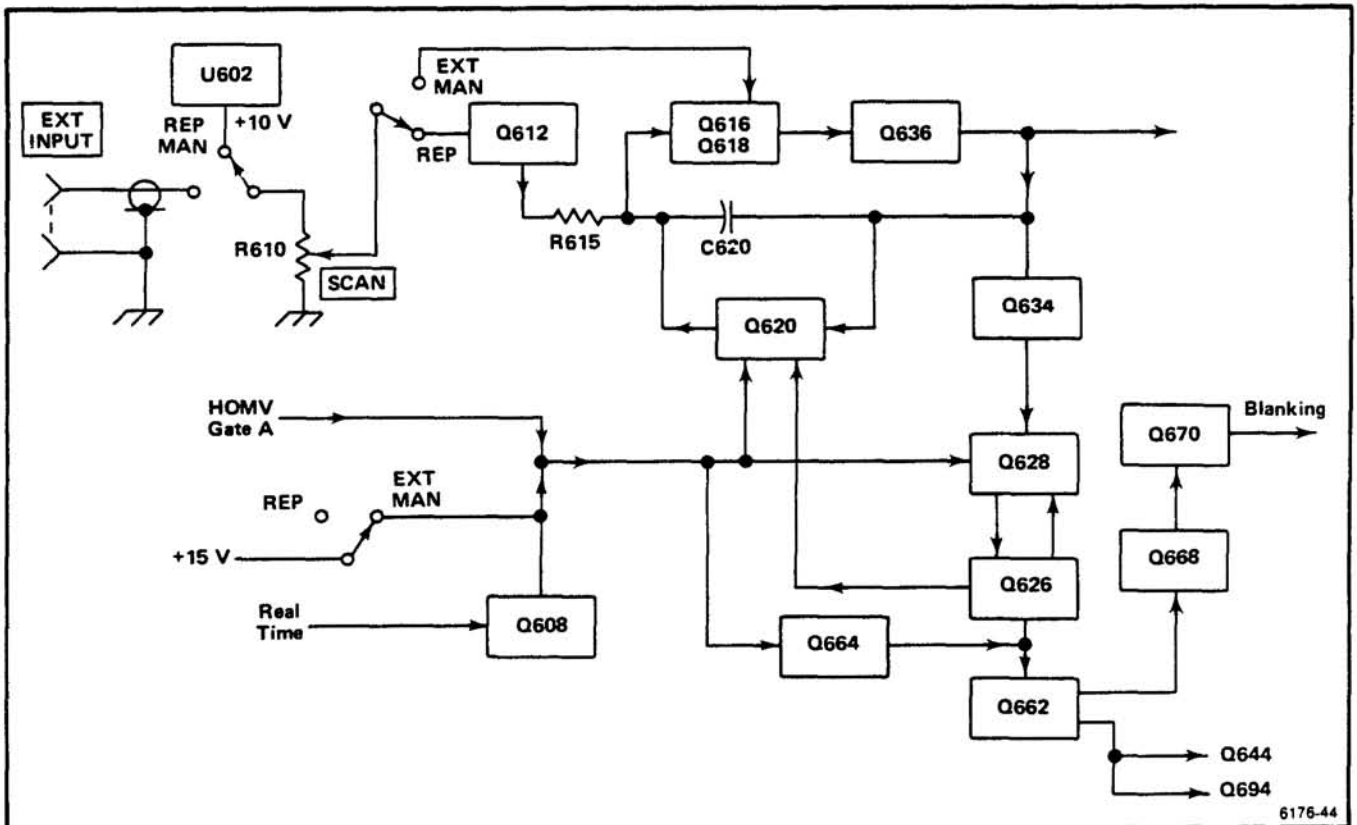 U602
+10 V
EXT
INPUT
REP
MAN
EXT
MAN
REP
Q612
Q616
Q618
Q636
R615
C620
R610
SCAN
Q620
Q634
HOMV
Gate A
Q628
Q670
Blanking
REP
EXT
MAN
+15 V
Q626
Q668
Real
Time
Q608
Q664
Q662
Q644
Q694
6176-44